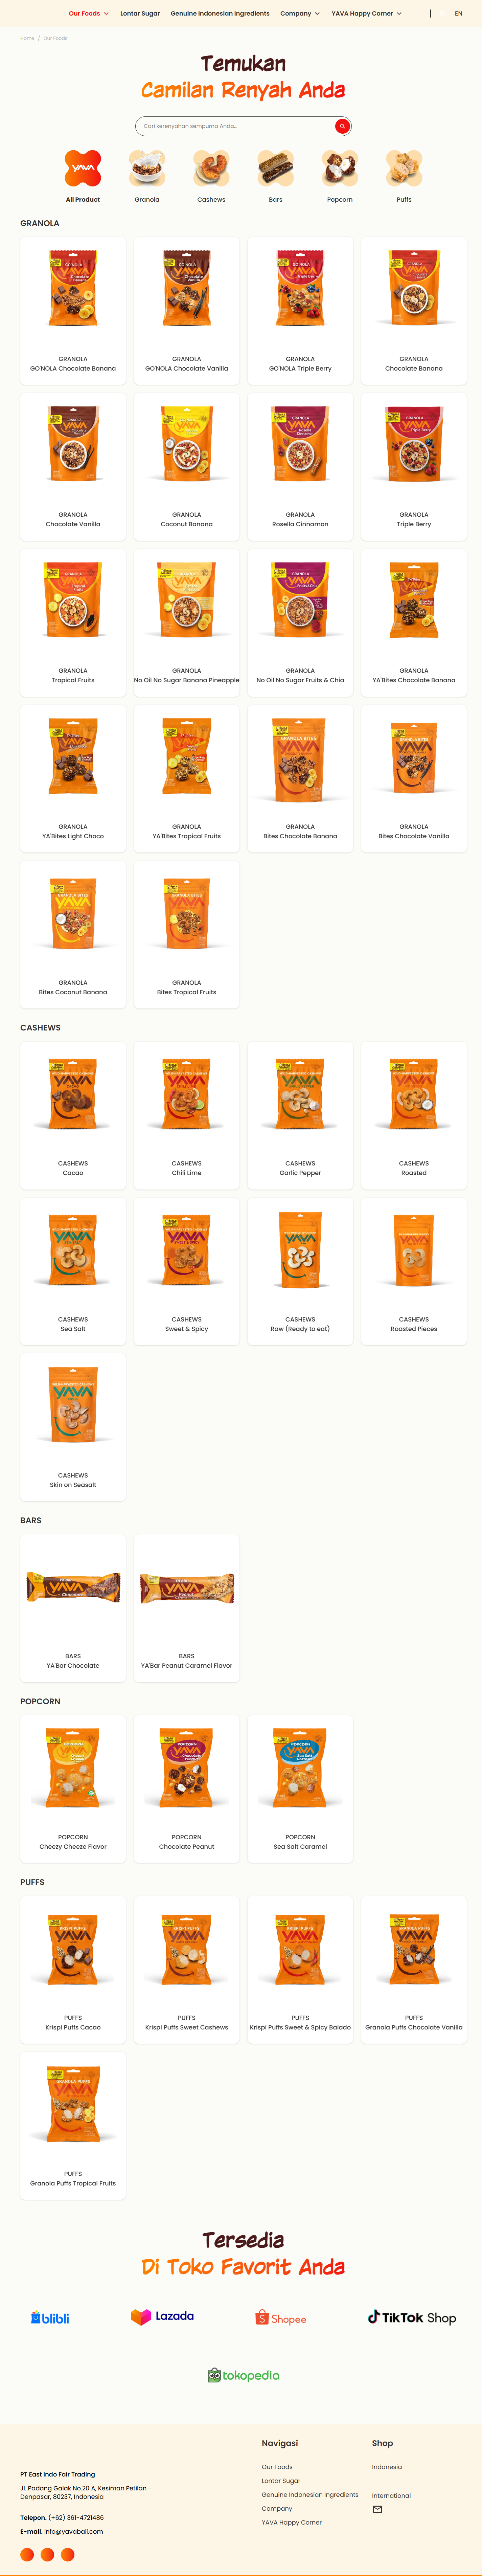 Our Foods
Lontar Sugar
Genuine Indonesian Ingredients
Company
YAVA Happy Corner
|
EN
Home / Our Foods
Temukan
Camilan Renyah Anda
Cari kerenyahan sempurna Anda...
YAVA
All Product
Granola
Cashews
Bars
Popcorn
Puffs
GRANOLA
GRANOLA
GO'NOLA Chocolate Banana
GRANOLA
GO'NOLA Chocolate Vanilla
GRANOLA
GO'NOLA Triple Berry
GRANOLA
Chocolate Banana
GRANOLA
Chocolate Vanilla
GRANOLA
Coconut Banana
GRANOLA
Rosella Cinnamon
GRANOLA
Triple Berry
GRANOLA
Tropical Fruits
GRANOLA
No Oil No Sugar Banana Pineapple
GRANOLA
No Oil No Sugar Fruits & Chia
GRANOLA
YA'Bites Chocolate Banana
GRANOLA
YA'Bites Light Choco
GRANOLA
YA'Bites Tropical Fruits
GRANOLA
Bites Chocolate Banana
GRANOLA
Bites Chocolate Vanilla
GRANOLA
Bites Coconut Banana
GRANOLA
Bites Tropical Fruits
CASHEWS
CASHEWS
Cacao
CASHEWS
Chili Lime
CASHEWS
Garlic Pepper
CASHEWS
Roasted
CASHEWS
Sea Salt
CASHEWS
Sweet & Spicy
CASHEWS
Raw (Ready to eat)
CASHEWS
Roasted Pieces
CASHEWS
Skin on Seasalt
BARS
BARS
YA'Bar Chocolate
BARS
YA'Bar Peanut Caramel Flavor
POPCORN
POPCORN
Cheezy Cheeze Flavor
POPCORN
Chocolate Peanut
POPCORN
Sea Salt Caramel
PUFFS
PUFFS
Krispi Puffs Cacao
PUFFS
Krispi Puffs Sweet Cashews
PUFFS
Krispi Puffs Sweet & Spicy Balado
PUFFS
Granola Puffs Chocolate Vanilla
PUFFS
Granola Puffs Tropical Fruits
Tersedia
Di Toko Favorit Anda
blibli
Lazada
Shopee
TikTok Shop
tokopedia
PT East Indo Fair Trading
Jl. Padang Galak No.20 A, Kesiman Petilan -
Denpasar, 80237, Indonesia
Telepon. (+62) 361-4721486
E-mail. info@yavabali.com
Navigasi
Our Foods
Lontar Sugar
Genuine Indonesian Ingredients
Company
YAVA Happy Corner
Shop
Indonesia
International